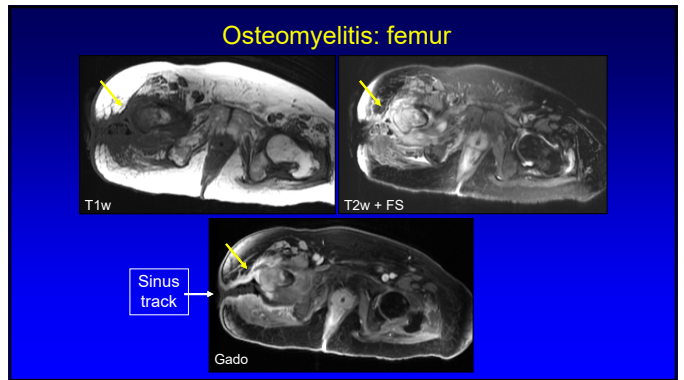 Osteomyelitis: femur
T1w
T2w + FS
Sinus
track
Gado